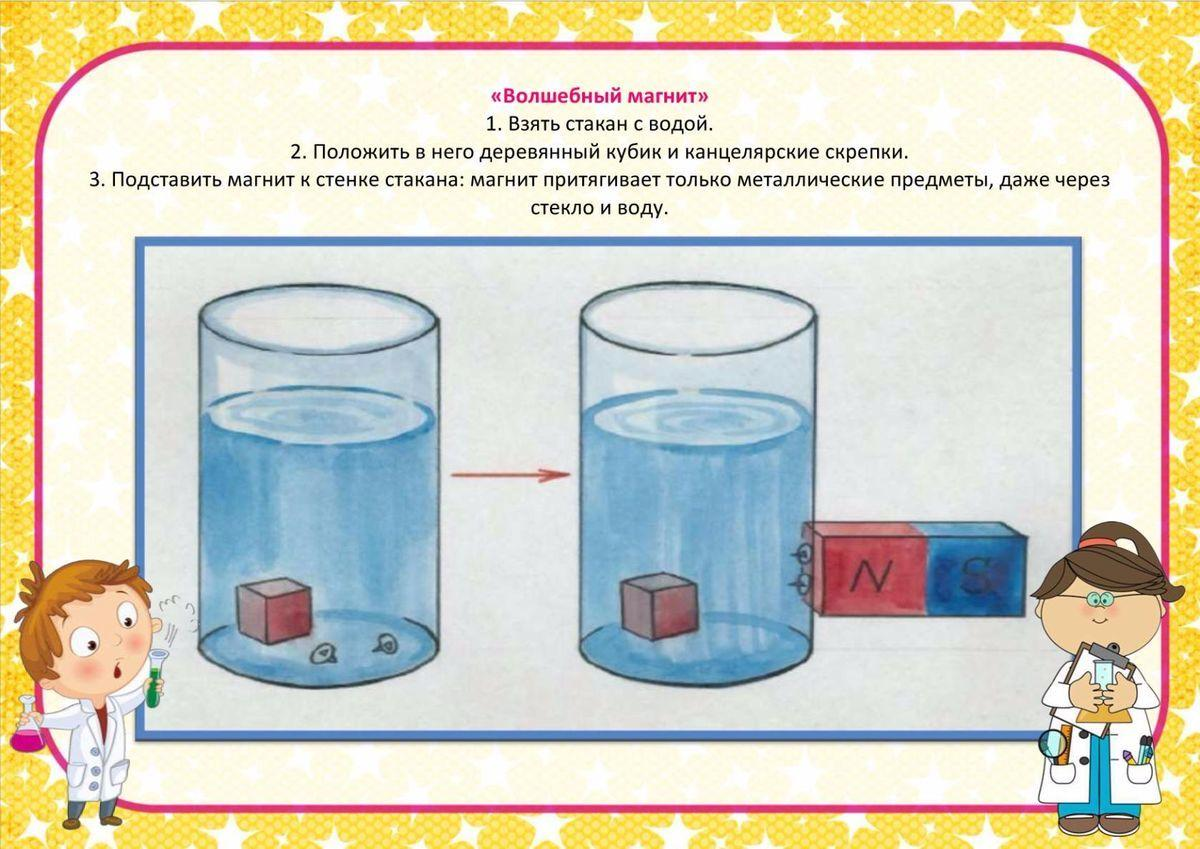 «Волшебный магнит»
1. Взять стакан с водой.
2. Положить в него деревянный кубик и канцелярские скрепки.
3. Подставить магнит к стенке стакана: магнит притягивает только металлические предметы, даже через
стекло и воду.
N S